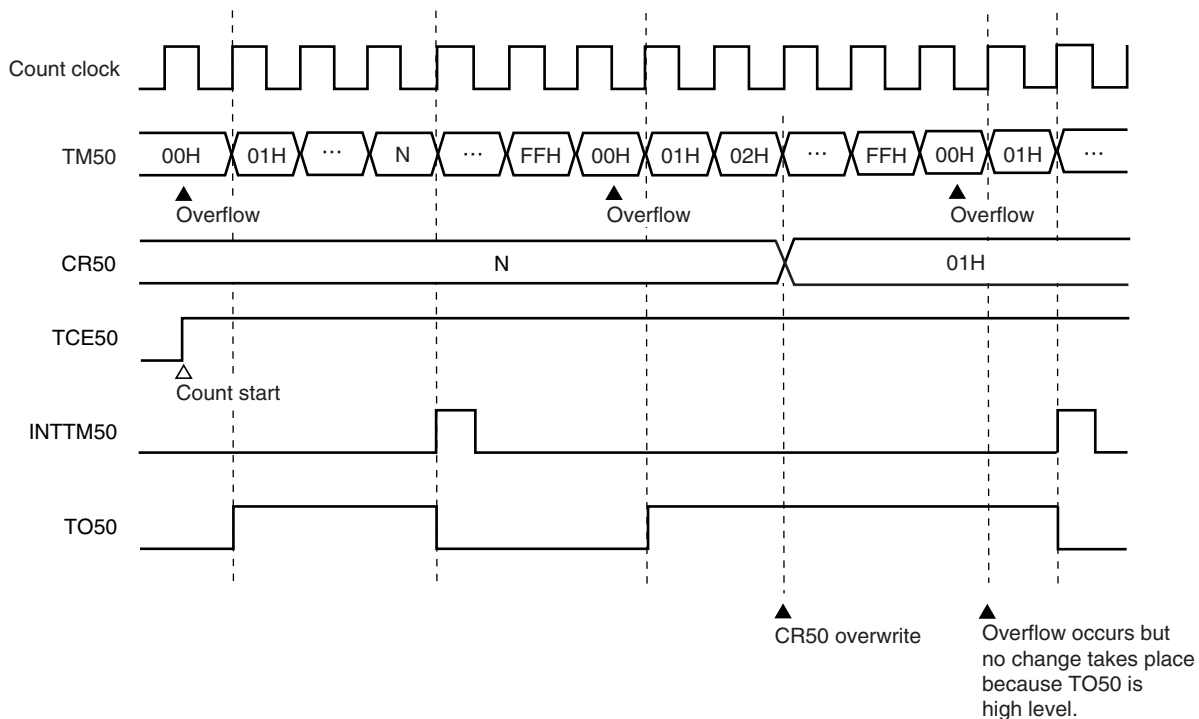 Count clock
TM50 00H 01H ··· N ··· FFH 00H 01H 02H ··· FFH 00H 01H ···
Overflow Overflow Overflow
CR50 N 01H
TCE50
Count start
INTTM50
TO50
CR50 overwrite
Overflow occurs but
no change takes place
because TO50 is
high level.